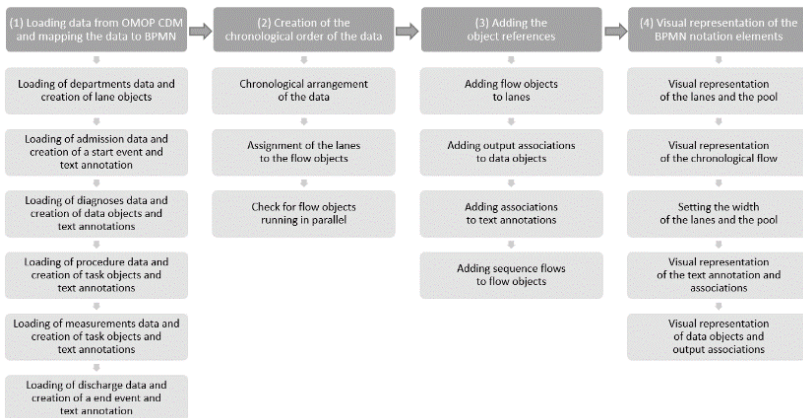 (1) Loading data from OMOP CDM
and mapping the data to BPMN
Loading of departments data and
creation of lane objects
Loading of admission data and
creation of a start event and
text annotation
Loading of diagnoses data and
creation of data objects and
text annotations
Loading of procedure data and
creation of task objects and
text annotations
Loading of measurements data and
creation of task objects and
text annotations
Loading of discharge data and
creation of a end event and
text annotation
(2) Creation of the
chronological order of the data
Chronological arrangement
of the data
Assignment of the lanes
to the flow objects
Check for flow objects
running in parallel
(3) Adding the
object references
Adding flow objects
to lanes
Adding output associations
to data objects
Adding associations
to text annotations
Adding sequence flows
to flow objects
(4) Visual representation of the
BPMN notation elements
Visual representation
of the lanes and the pool
Visual representation
of the chronological flow
Setting the width
of the lanes and the pool
Visual representation
of the text annotation and
associations
Visual representation
of data objects and
output associations